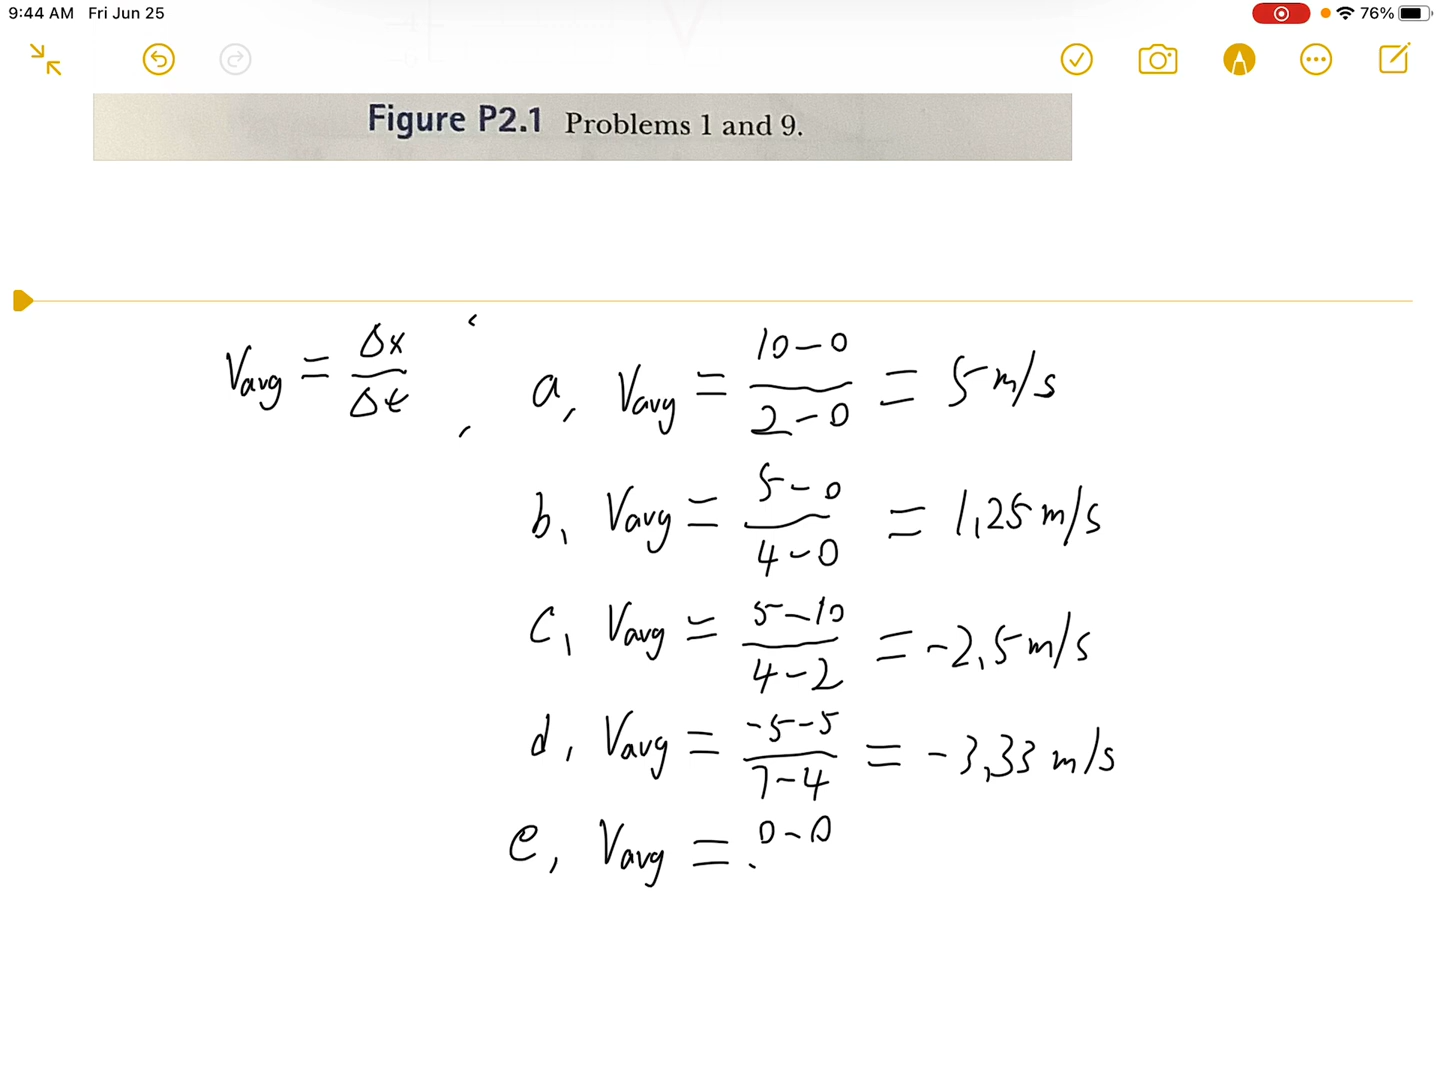 9:44 AM Fri Jun 25 76%
Figure P2.1 Problems 1 and 9.
Vavg = Δx/Δt
a, Vavg = 10-0/2-0 = 5 m/s
b, Vavg = 5-0/4-0 = 1,25 m/s
c, Vavg = 5-10/4-2 = -2,5 m/s
d, Vavg = -5-5/7-4 = -3,33 m/s
e, Vavg = 0-0